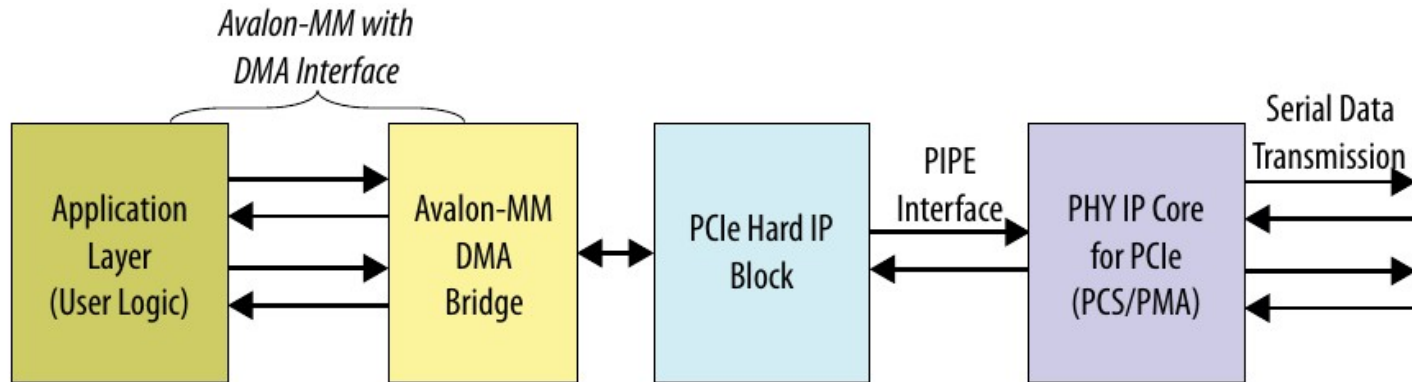 Avalon-MM with
DMA Interface
Application
Layer
(User Logic)
Avalon-MM
DMA
Bridge
PCIe Hard IP
Block
PIPE
Interface
PHY IP Core
for PCIe
(PCS/PMA)
Serial Data
Transmission